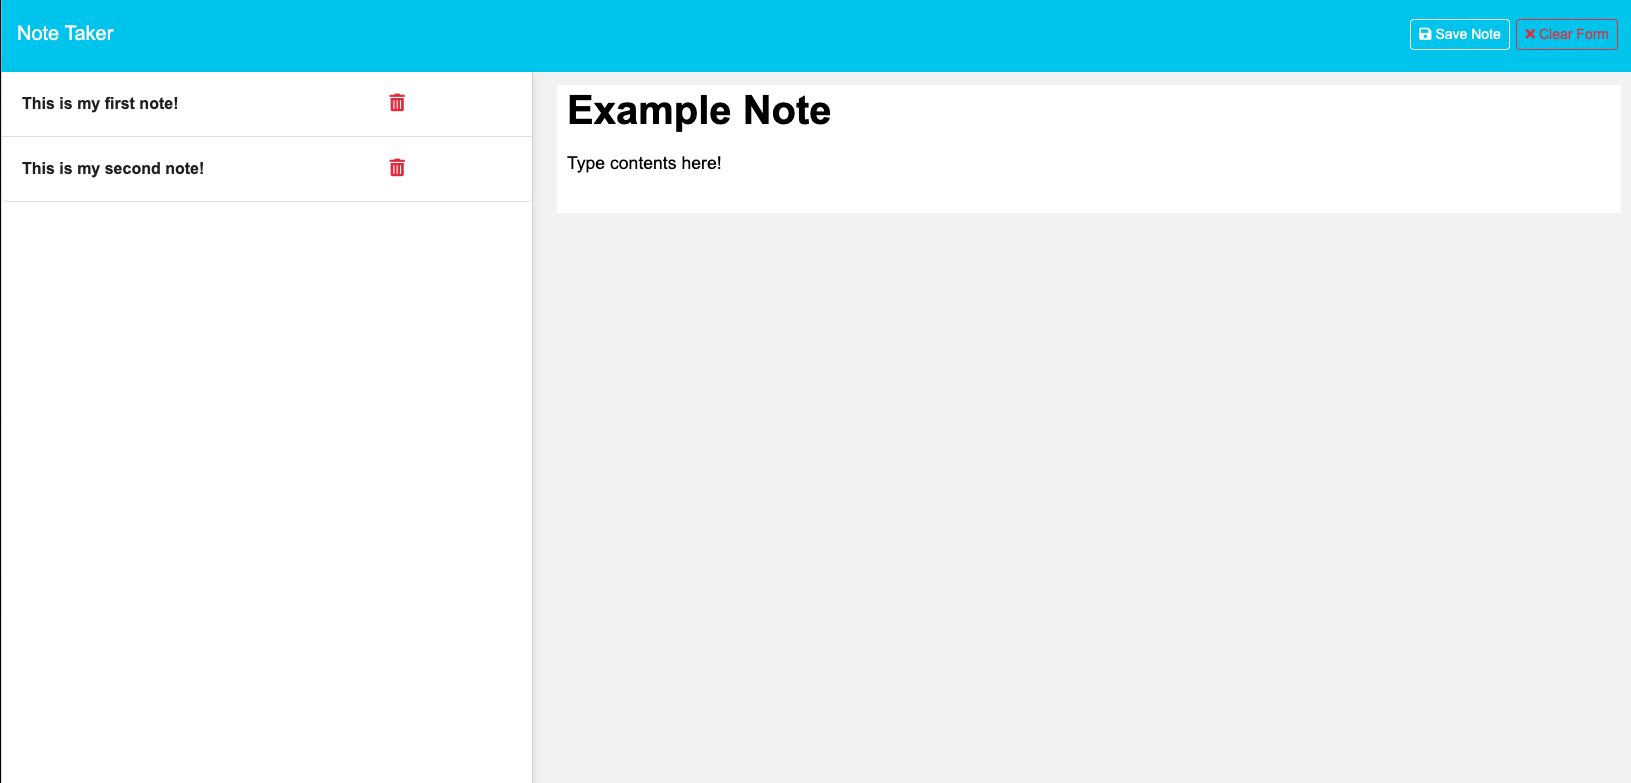 Note Taker
Save Note
Clear Form
This is my first note!
This is my second note!
Example Note
Type contents here!